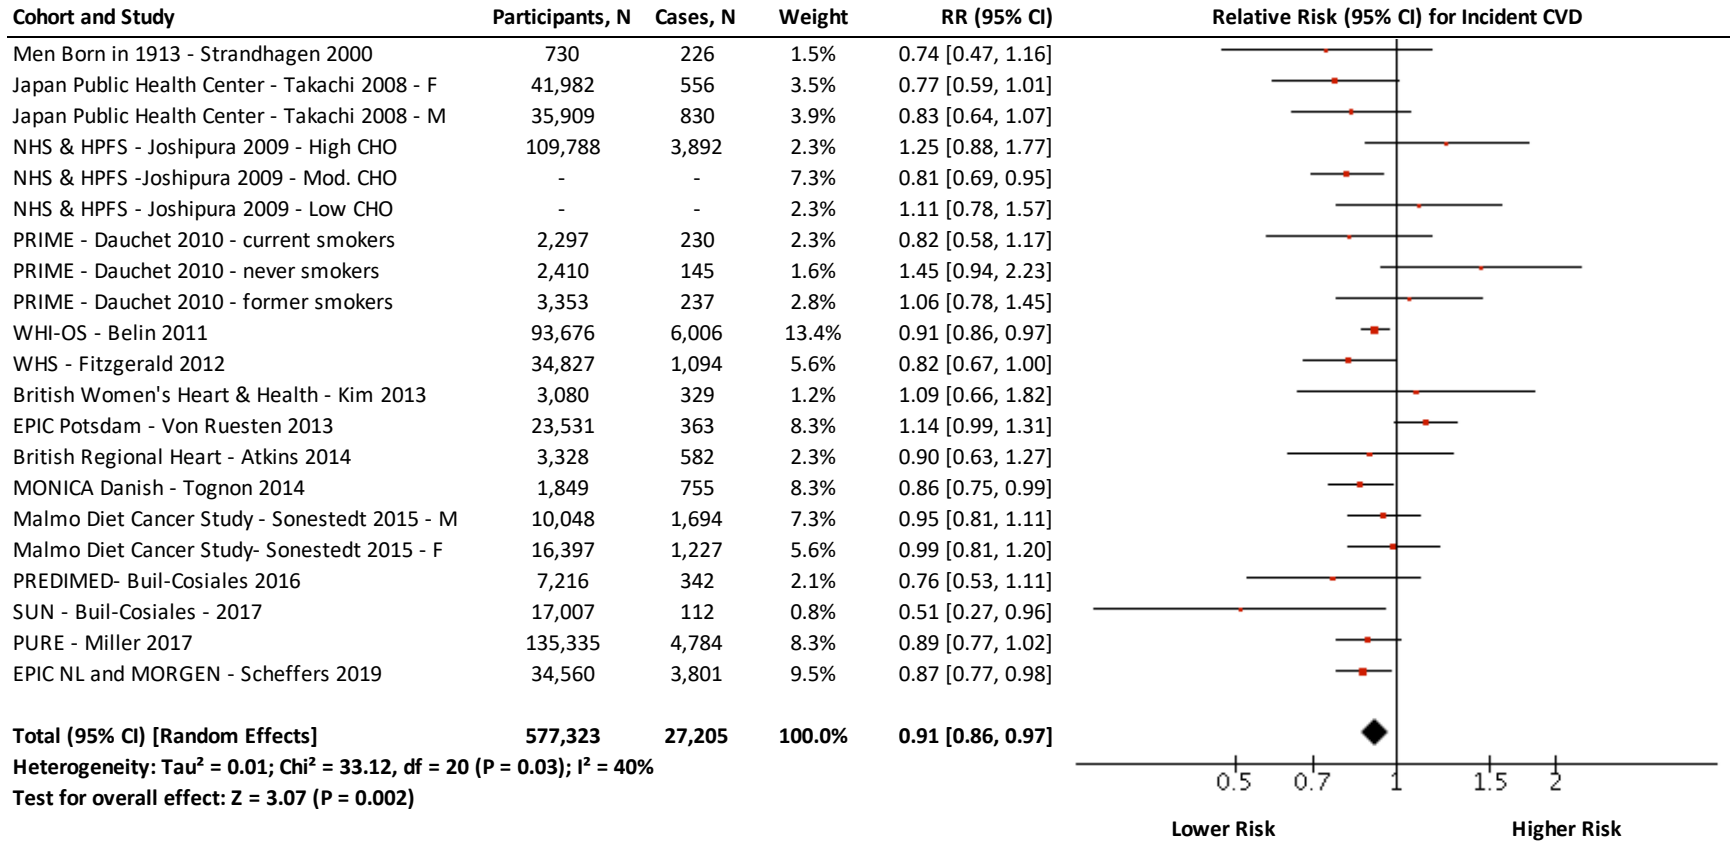 Cohort and Study Participants, N Cases, N Weight RR (95% CI) Relative Risk (95% CI) for Incident CVD
Men Born in 1913 - Strandhagen 2000 730 226 1.5% 0.74 [0.47, 1.16]
Japan Public Health Center - Takachi 2008 - F 41,982 556 3.5% 0.77 [0.59, 1.01]
Japan Public Health Center - Takachi 2008 - M 35,909 830 3.9% 0.83 [0.64, 1.07]
NHS & HPFS - Joshipura 2009 - High CHO 109,788 3,892 2.3% 1.25 [0.88, 1.77]
NHS & HPFS -Joshipura 2009 - Mod. CHO - - 7.3% 0.81 [0.69, 0.95]
NHS & HPFS - Joshipura 2009 - Low CHO - - 2.3% 1.11 [0.78, 1.57]
PRIME - Dauchet 2010 - current smokers 2,297 230 2.3% 0.82 [0.58, 1.17]
PRIME - Dauchet 2010 - never smokers 2,410 145 1.6% 1.45 [0.94, 2.23]
PRIME - Dauchet 2010 - former smokers 3,353 237 2.8% 1.06 [0.78, 1.45]
WHI-OS - Belin 2011 93,676 6,006 13.4% 0.91 [0.86, 0.97]
WHS - Fitzgerald 2012 34,827 1,094 5.6% 0.82 [0.67, 1.00]
British Women's Heart & Health - Kim 2013 3,080 329 1.2% 1.09 [0.66, 1.82]
EPIC Potsdam - Von Ruesten 2013 23,531 363 8.3% 1.14 [0.99, 1.31]
British Regional Heart - Atkins 2014 3,328 582 2.3% 0.90 [0.63, 1.27]
MONICA Danish - Tognon 2014 1,849 755 8.3% 0.86 [0.75, 0.99]
Malmo Diet Cancer Study - Sonestedt 2015 - M 10,048 1,694 7.3% 0.95 [0.81, 1.11]
Malmo Diet Cancer Study- Sonestedt 2015 - F 16,397 1,227 5.6% 0.99 [0.81, 1.20]
PREDIMED- Buil-Cosiales 2016 7,216 342 2.1% 0.76 [0.53, 1.11]
SUN - Buil-Cosiales - 2017 17,007 112 0.8% 0.51 [0.27, 0.96]
PURE - Miller 2017 135,335 4,784 8.3% 0.89 [0.77, 1.02]
EPIC NL and MORGEN - Scheffers 2019 34,560 3,801 9.5% 0.87 [0.77, 0.98]
Total (95% CI) [Random Effects] 577,323 27,205 100.0% 0.91 [0.86, 0.97]
Heterogeneity: Tau² = 0.01; Chi² = 33.12, df = 20 (P = 0.03); I² = 40%
Test for overall effect: Z = 3.07 (P = 0.002)
0.5 0.7 1 1.5 2
Lower Risk Higher Risk